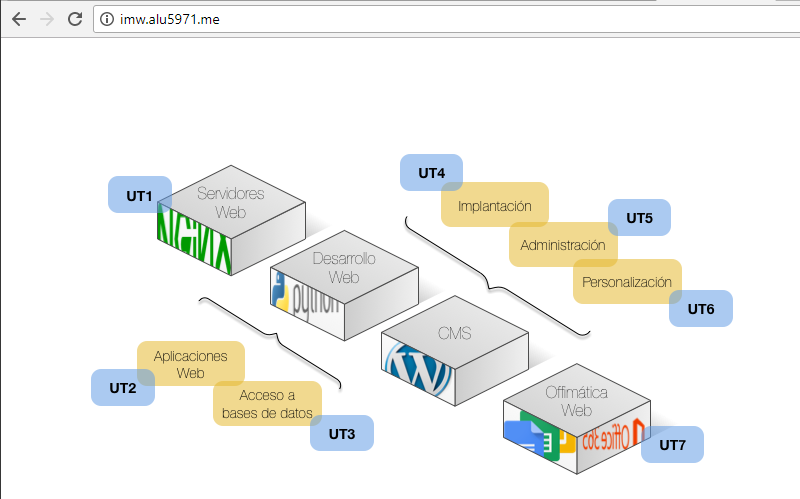 imw.alu5971.me
UT1
Servidores
Web
NGINX
Desarrollo
Web
python
CMS
W
Offimática
Web
Office 365
UT7
UT4
Implantación
Administración
UT5
Personalización
UT6
Aplicaciones
Web
UT2
Acceso a
bases de datos
UT3